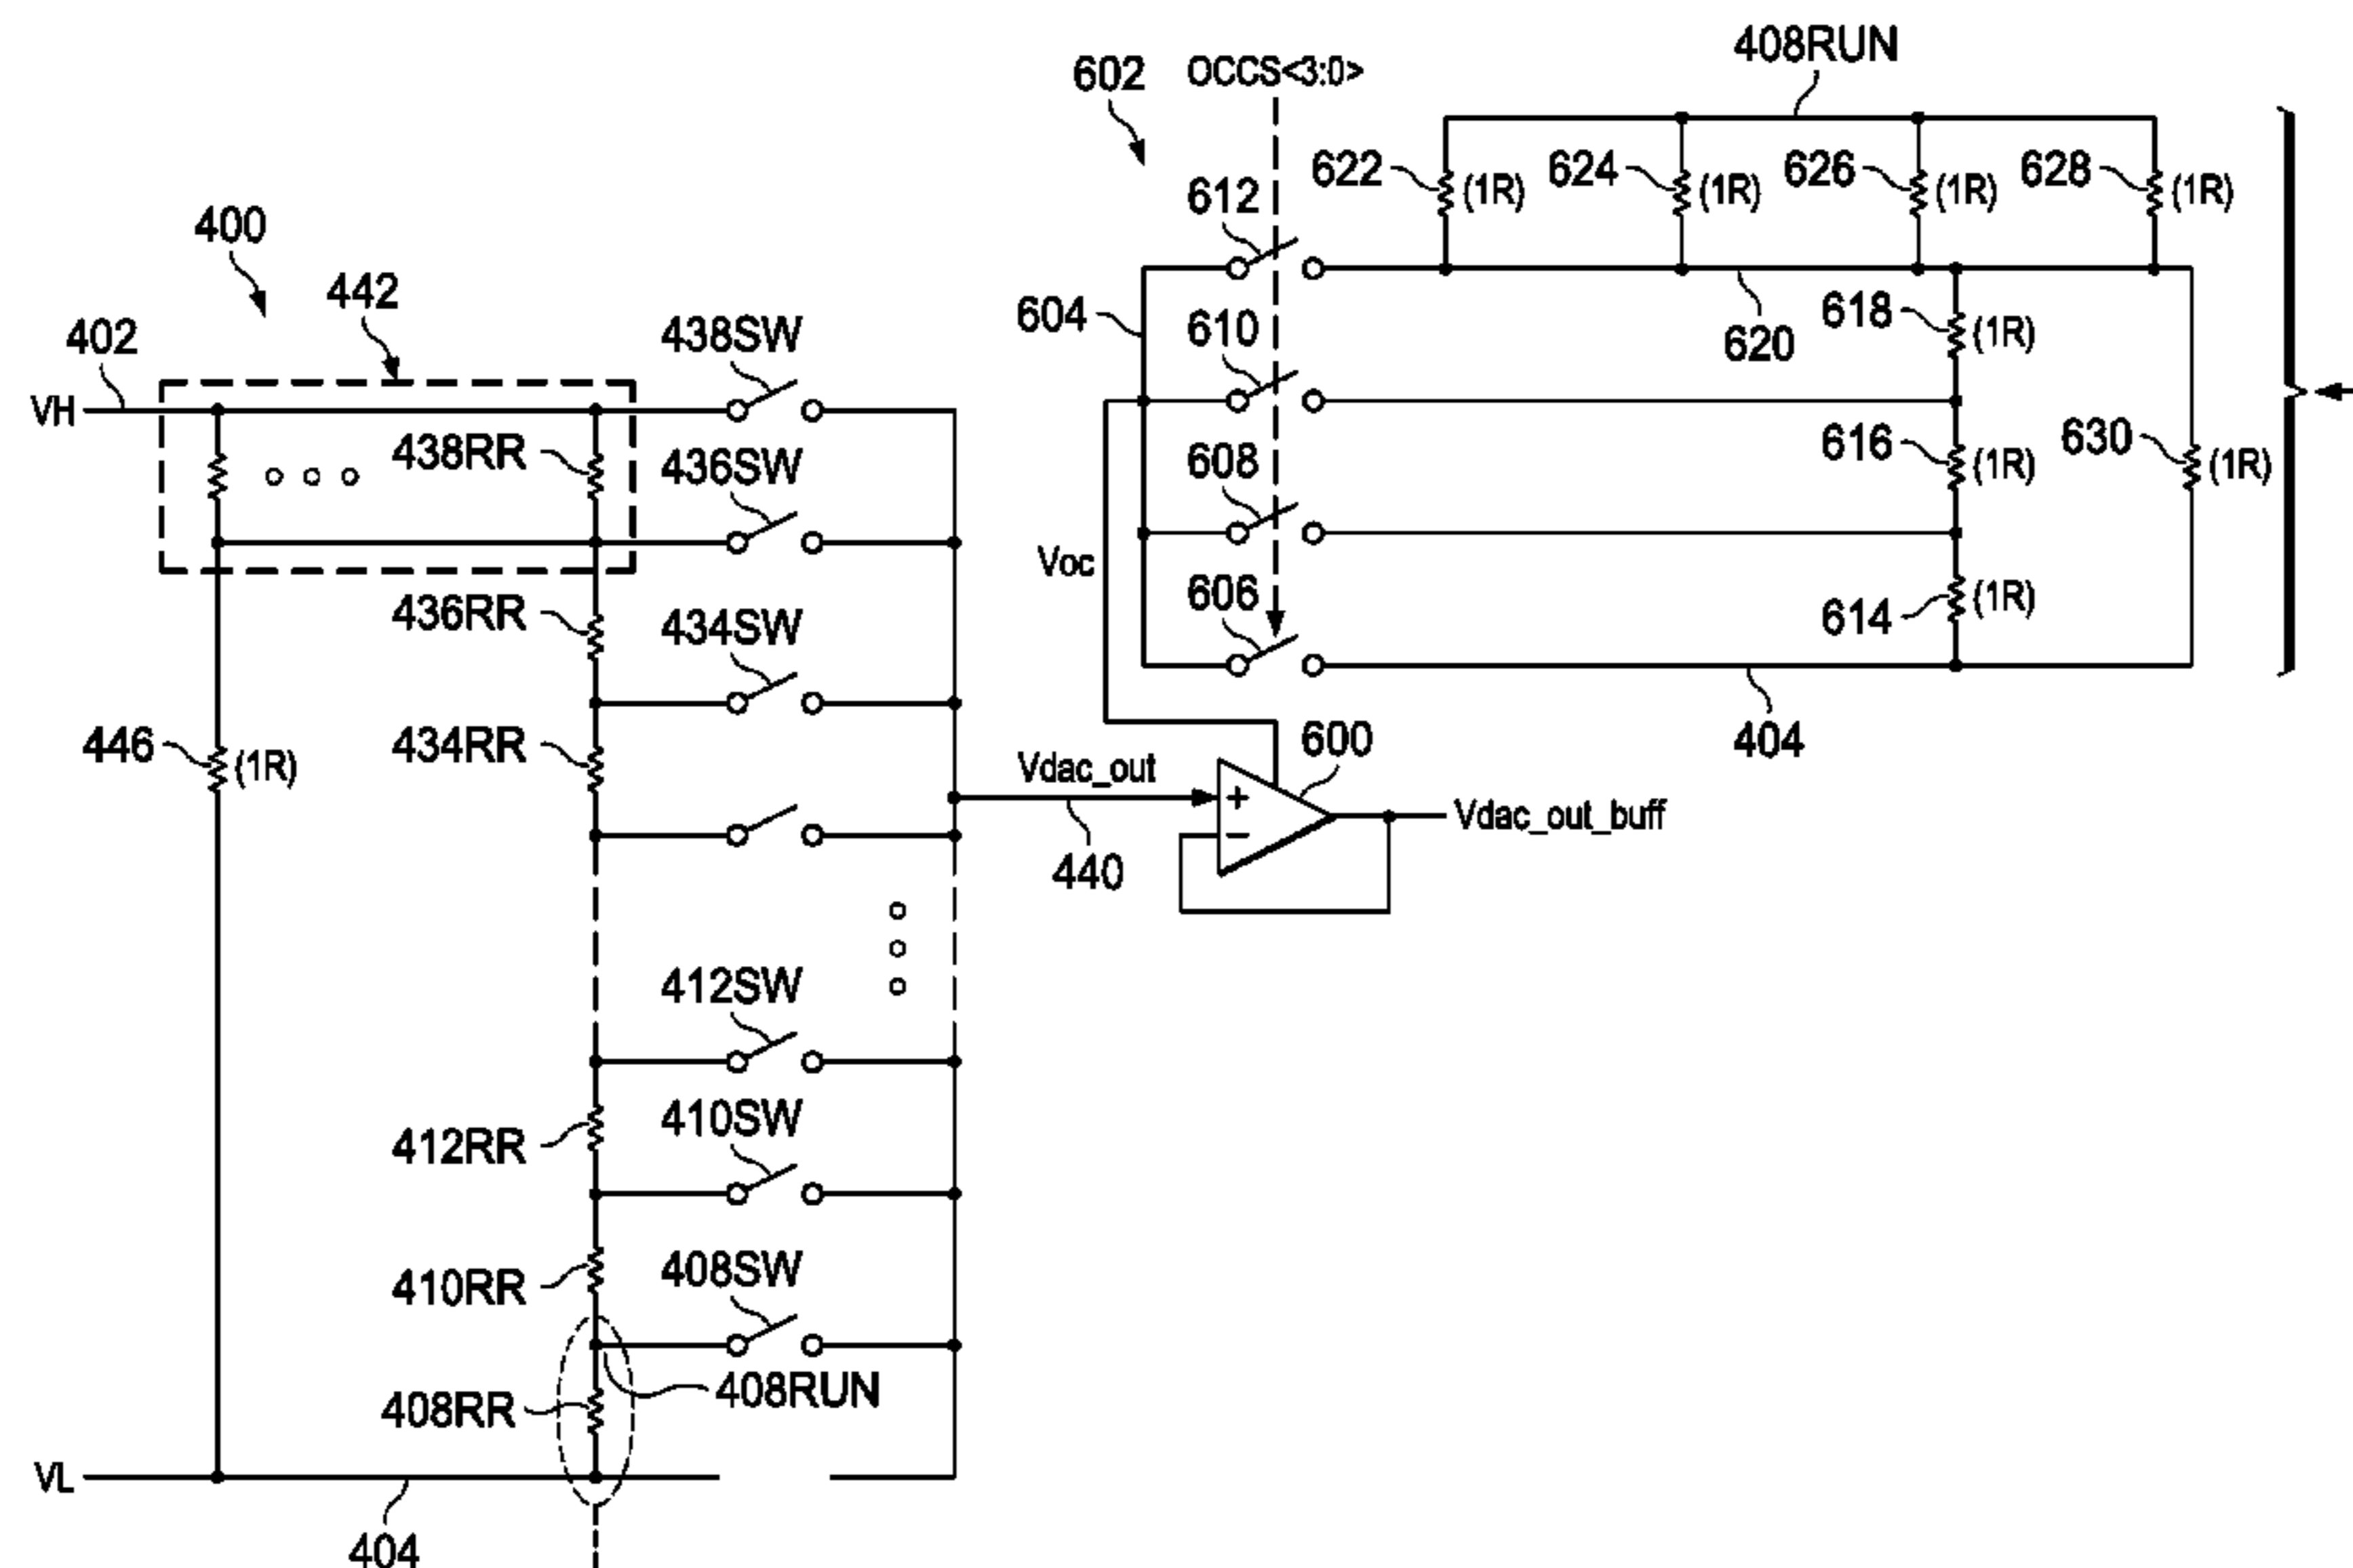 408RUN
602
OCCS<3:0>
622
(1R)
624
(1R)
626
(1R)
628
(1R)
612
400
442
604
610
618
(1R)
620
402
438SW
VH
438RR
436SW
608
616
(1R)
630
(1R)
Voc
606
614
(1R)
436RR
434SW
446
(1R)
434RR
Vdac_out
600
404
+
−
Vdac_out_buff
440
412SW
412RR
410SW
410RR
408SW
408RR
408RUN
VL
404